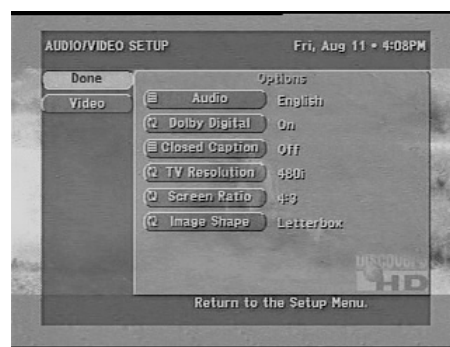 AUDIO/VIDEO SETUP
Fri, Aug 11 • 4:08PM
Done
Video
Options
Audio English
Dolby Digital On
Closed Caption Off
TV Resolution 480i
Screen Ratio 4:3
Image Shape Letterbox
DISCOVERY
HD
Return to the Setup Menu.